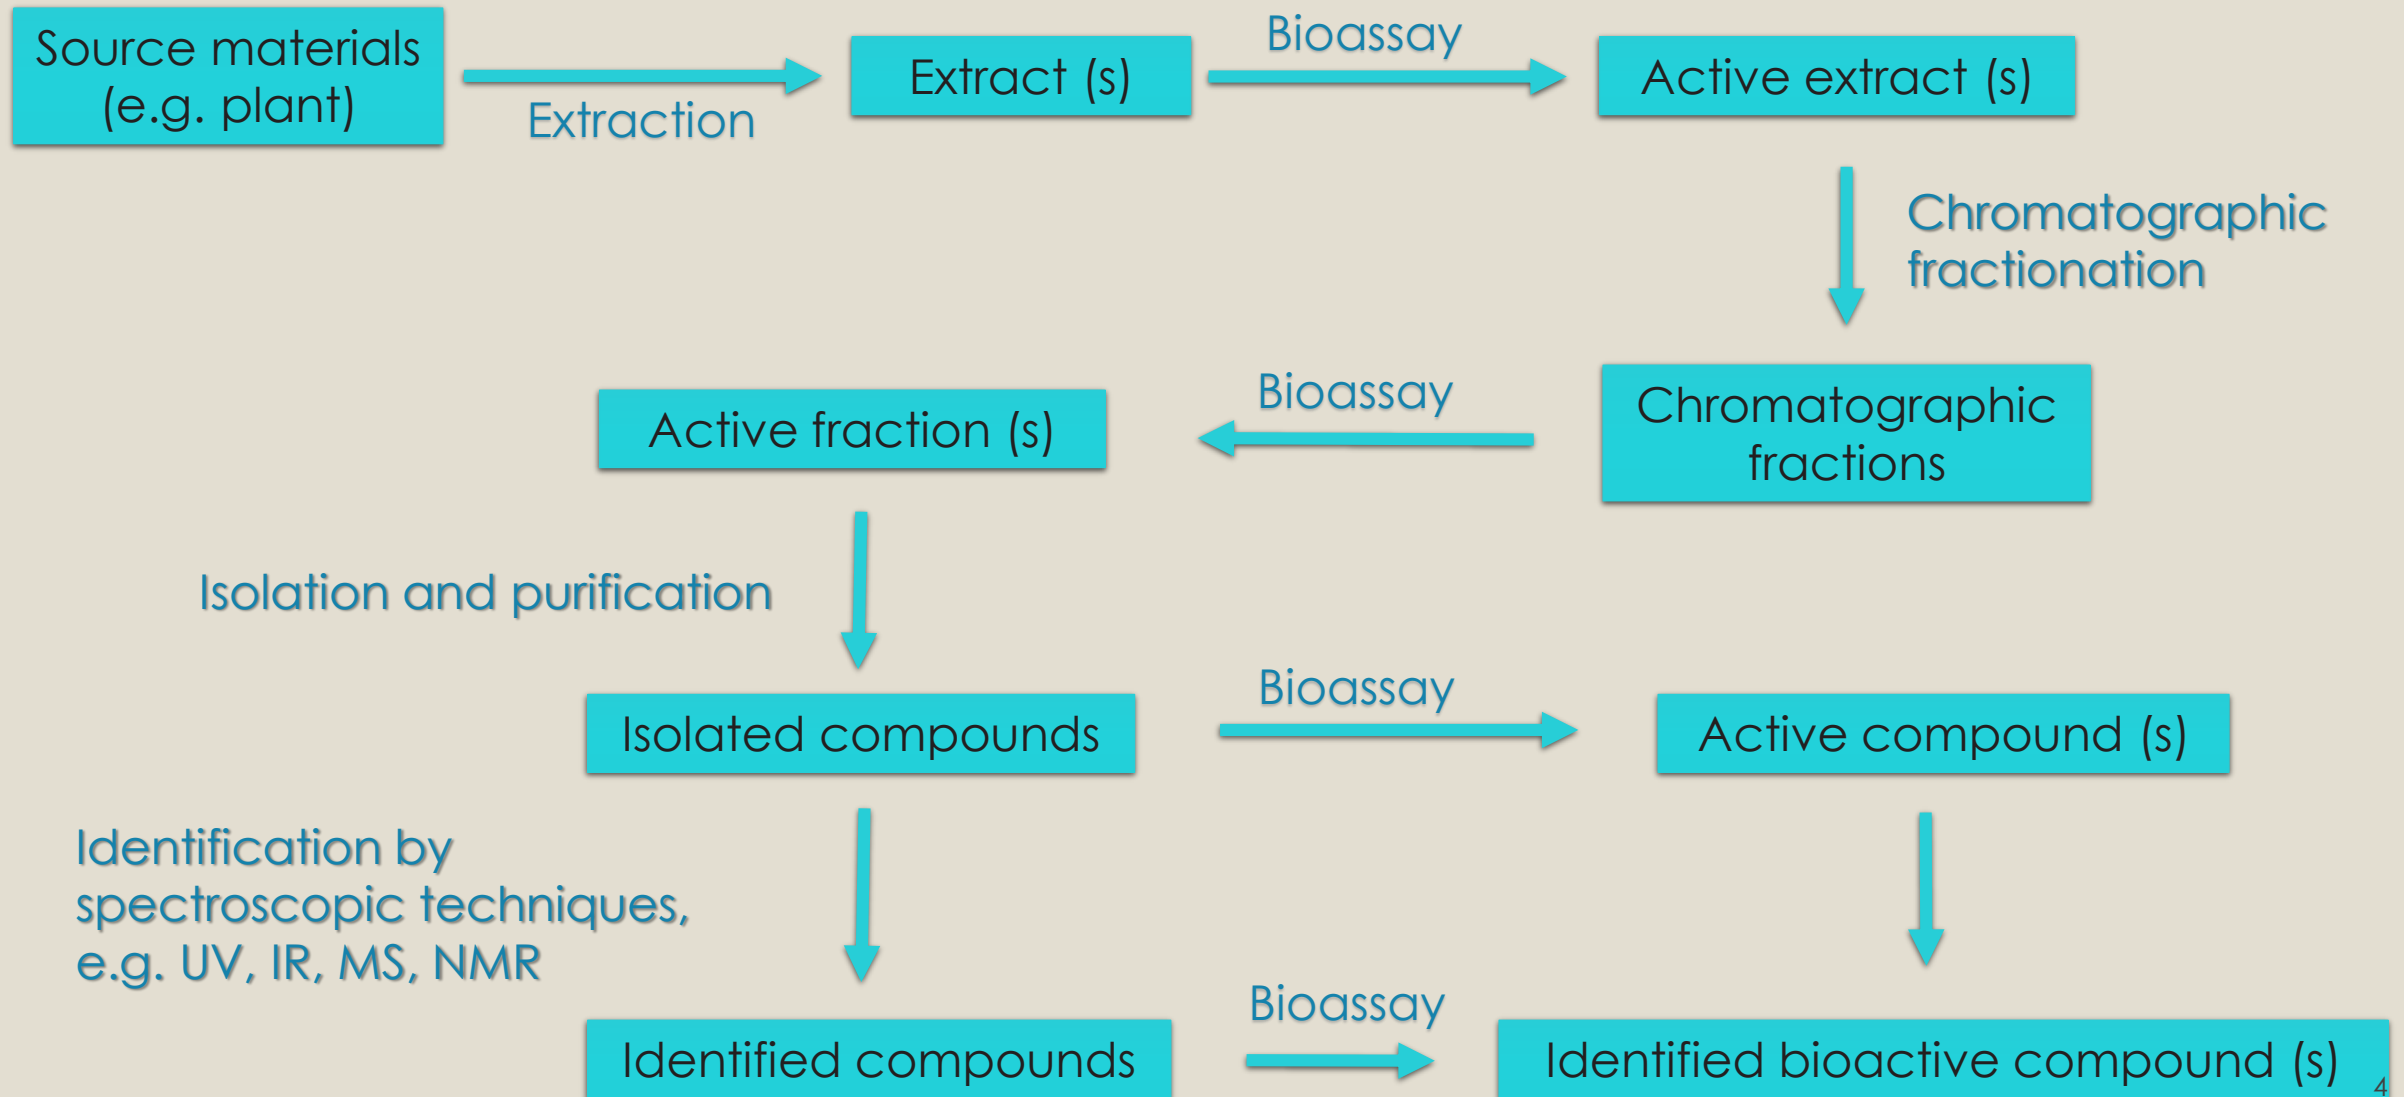 Source materials
(e.g. plant)
Extraction
Extract (s)
Bioassay
Active extract (s)
Chromatographic
fractionation
Chromatographic
fractions
Bioassay
Active fraction (s)
Isolation and purification
Isolated compounds
Bioassay
Active compound (s)
Identification by
spectroscopic techniques,
e.g. UV, IR, MS, NMR
Identified compounds
Bioassay
Identified bioactive compound (s)
4